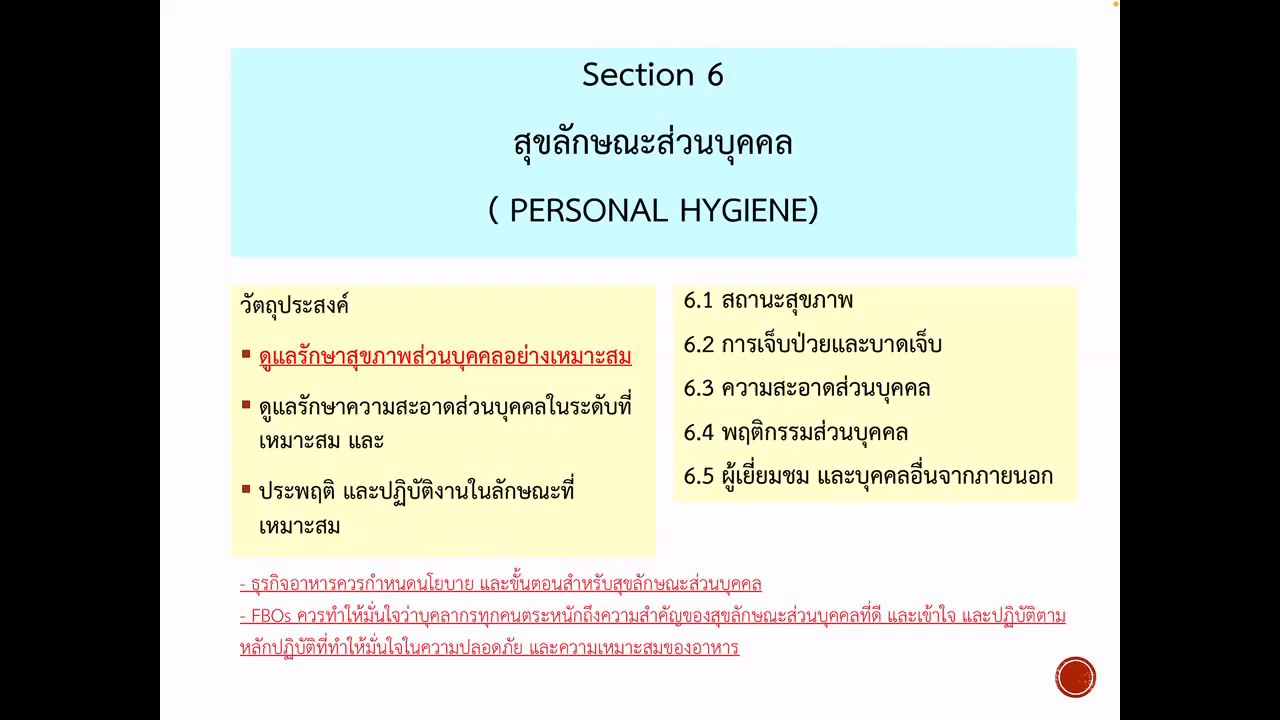 Section 6
สุขลักษณะส่วนบุคคล
( PERSONAL HYGIENE)
วัตถุประสงค์
ดูแลรักษาสุขภาพส่วนบุคคลอย่างเหมาะสม
ดูแลรักษาความสะอาดส่วนบุคคลในระดับที่
เหมาะสม และ
ประพฤติ และปฏิบัติงานในลักษณะที่
เหมาะสม
6.1 สถานะสุขภาพ
6.2 การเจ็บป่วยและบาดเจ็บ
6.3 ความสะอาดส่วนบุคคล
6.4 พฤติกรรมส่วนบุคคล
6.5 ผู้เยี่ยมชม และบุคคลอื่นจากภายนอก
- ธุรกิจอาหารควรกำหนดนโยบาย และขั้นตอนสำหรับสุขลักษณะส่วนบุคคล
- FBOs ควรทำให้มั่นใจว่าบุคลากรทุกคนตระหนักถึงความสำคัญของสุขลักษณะส่วนบุคคลที่ดี และเข้าใจ และปฏิบัติตาม
หลักปฏิบัติที่ทำให้มั่นใจในความปลอดภัย และความเหมาะสมของอาหาร